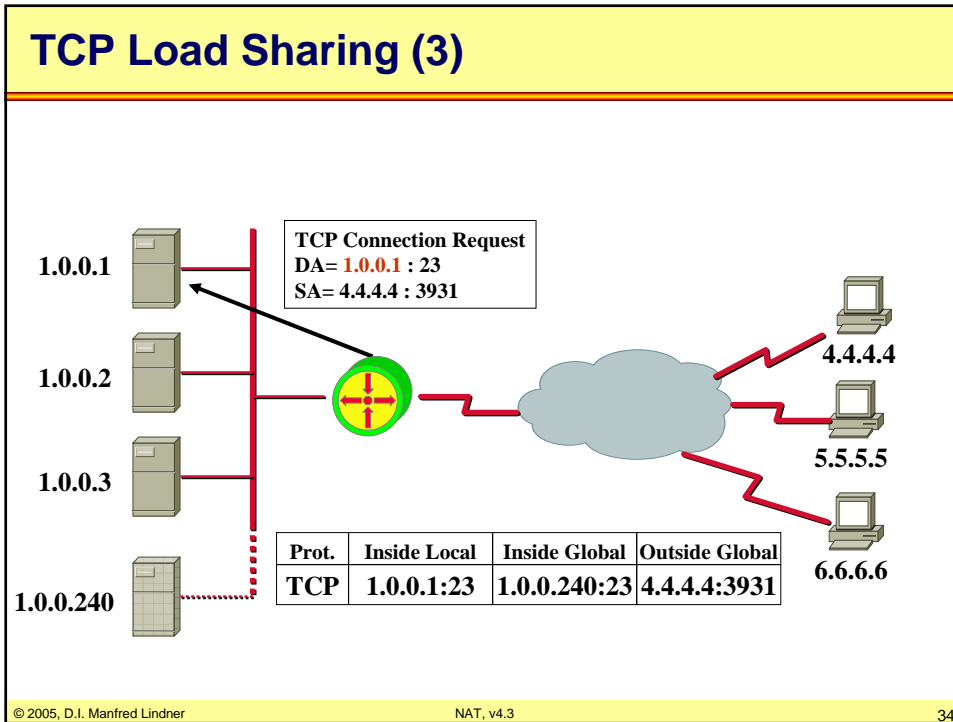 TCP Load Sharing (3)
TCP Connection Request
DA= 1.0.0.1 : 23
SA= 4.4.4.4 : 3931
1.0.0.1
1.0.0.2
1.0.0.3
1.0.0.240
4.4.4.4
5.5.5.5
6.6.6.6
Prot. Inside Local Inside Global Outside Global
TCP 1.0.0.1:23 1.0.0.240:23 4.4.4.4:3931
© 2005, D.I. Manfred Lindner NAT, v4.3 34